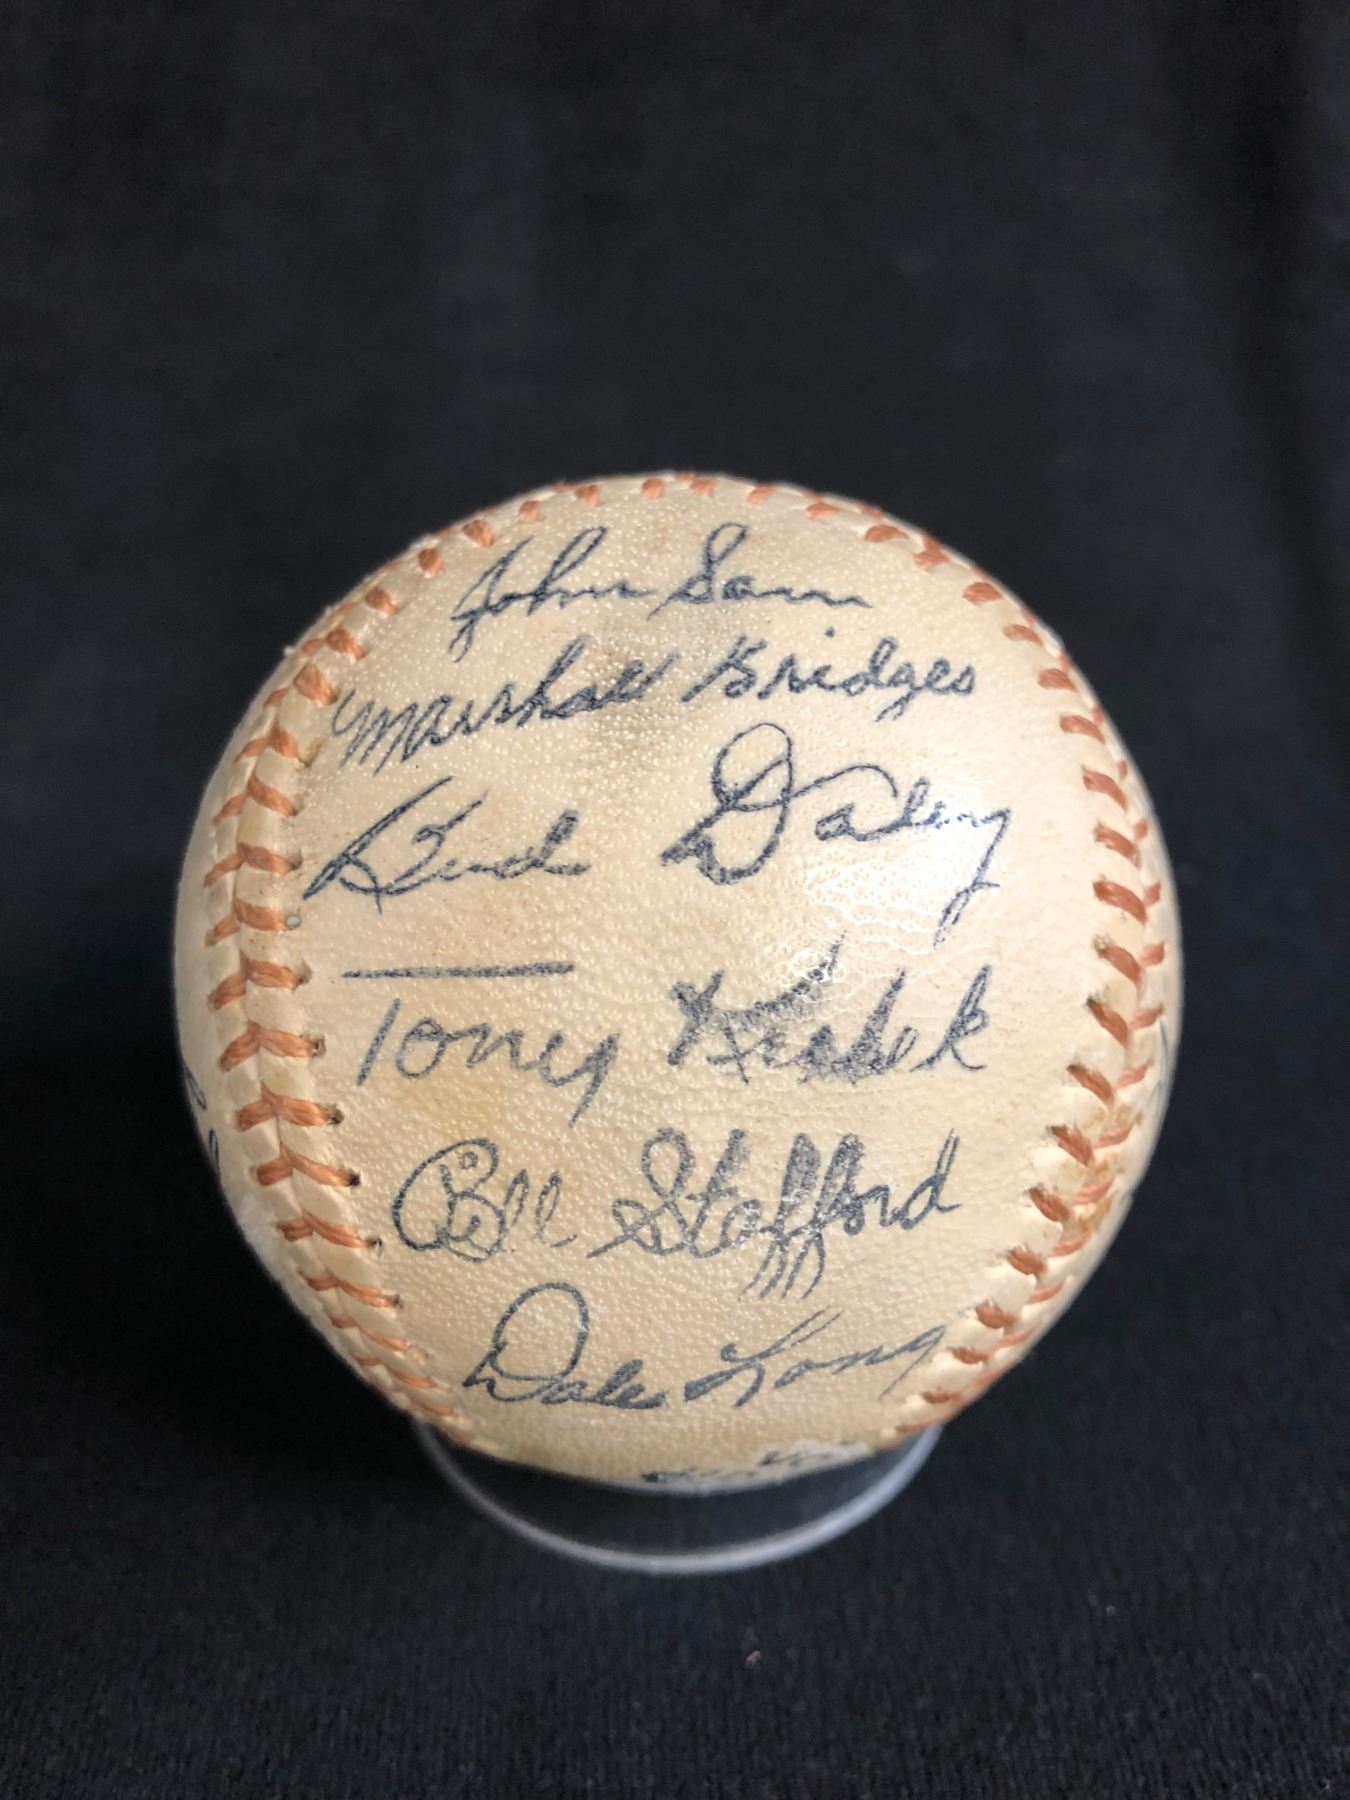 John Sain
Marshall Bridges
Bud Daley
Tony Kubek
Bill Stafford
Dale Long